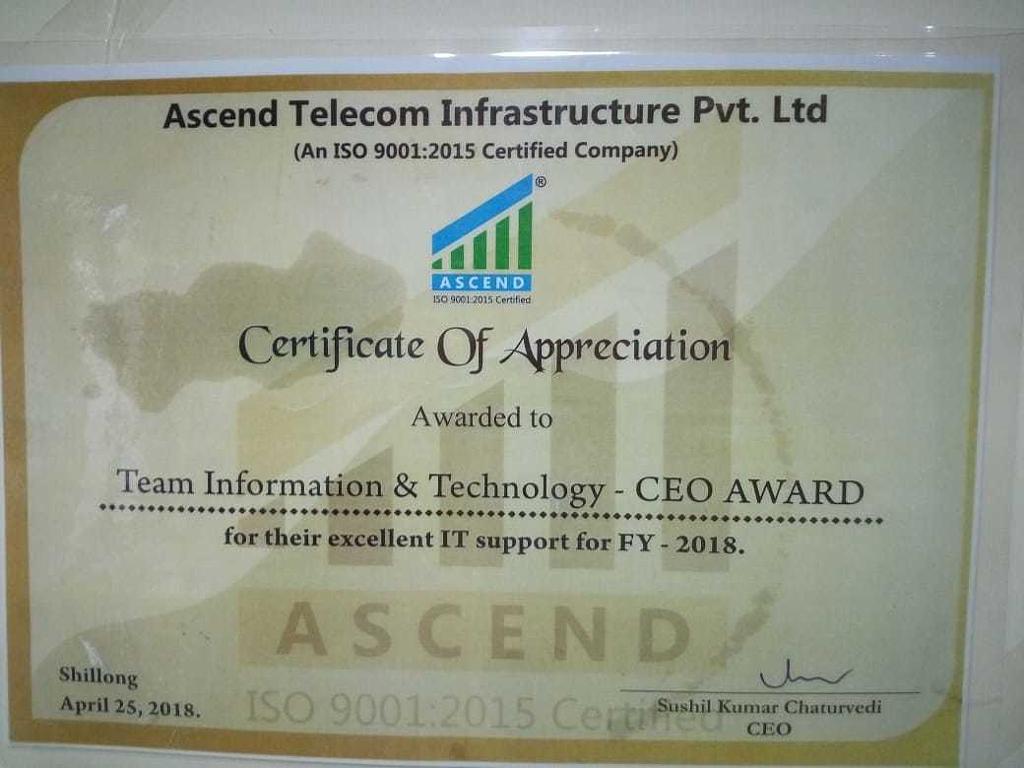 Ascend Telecom Infrastructure Pvt. Ltd
(An ISO 9001:2015 Certified Company)
®
ASCEND
ISO 9001:2015 Certified
Certificate Of Appreciation
Awarded to
Team Information & Technology - CEO AWARD
for their excellent IT support for FY - 2018.
ASCEND
ISO 9001:2015 Certified
Shillong
April 25, 2018.
Sushil Kumar Chaturvedi
CEO